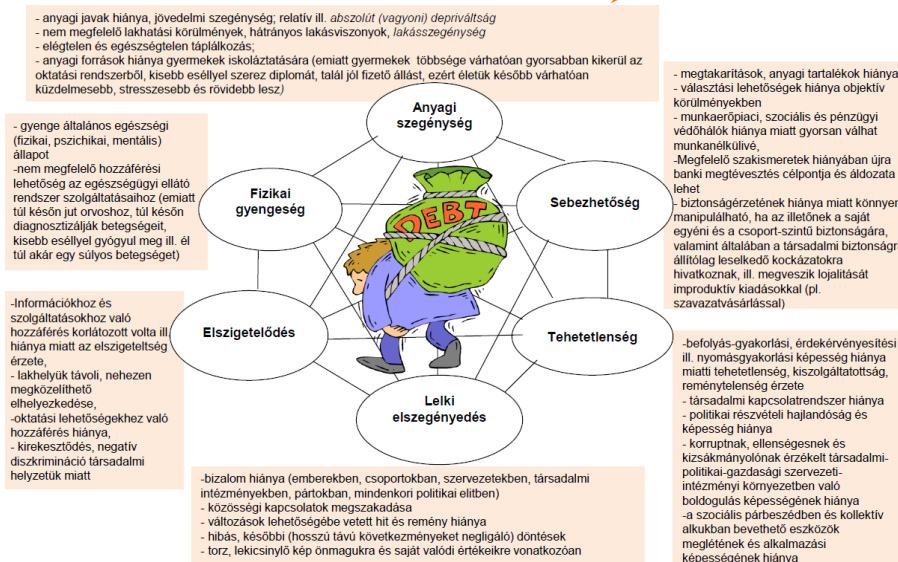 - anyagi javak hiánya, jövedelmi szegénység; relatív ill. abszolút (vagyoni) depriváltság
- nem megfelelő lakhatási körülmények, hátrányos lakásviszonyok, lakásszegénység
- elégtelen és egészségtelen táplálkozás;
- anyagi források hiánya gyermekek iskoláztatására (emiatt gyermekek többsége várhatóan gyorsabban kikerül az
oktatási rendszerből, kisebb eséllyel szerez diplomát, talál jól fizető állást, ezért életük később várhatóan
küzdelmesebb, stresszesebb és rövidebb lesz)
Anyagi
szegénység
- gyenge általános egészségi
(fizikai, pszichikai, mentális)
állapot
-nem megfelelő hozzáférési
lehetőség az egészségügyi ellátó
rendszer szolgáltatásaihoz (emiatt
túl későn jut orvoshoz, túl későn
diagnosztizálják betegségeit,
kisebb eséllyel gyógyul meg ill. él
túl akár egy súlyos betegséget)
Fizikai
gyengeség
DEBT
Sebezhetőség
- megtakarítások, anyagi tartalékok hiánya
- választási lehetőségek hiánya objektív
körülményekben
- munkaerőpiaci, szociális és pénzügyi
védőhálók hiánya miatt gyorsan válhat
munkanélkülivé,
-Megfelelő szakismeretek hiányában újra
banki megtévesztés célpontja és áldozata
lehet
- biztonságérzetének hiánya miatt könnyen
manipulálható, ha az illetőnek a saját
egyéni és a csoport-szintű biztonságára,
valamint általában a társadalmi biztonságra
állítólag leselkedő kockázatokra
hivatkoznak, ill. megveszik lojalitását
improduktív kiadásokkal (pl.
szavazatvásárlással)
-Információkhoz és
szolgáltatásokhoz való
hozzáférés korlátozott volta ill.
hiánya miatt az elszigeteltség
érzete,
- lakhelyük távoli, nehezen
megközelíthető
elhelyezkedése,
-oktatási lehetőségekhez való
hozzáférés hiánya,
- kirekesztődés, negatív
diszkrimináció társadalmi
helyzetük miatt
Elszigetelődés
Tehetetlenség
-befolyás-gyakorlási, érdekérvényesítési
ill. nyomásgyakorlási képesség hiánya
miatti tehetetlenség, kiszolgáltatottság,
reménytelenség érzete
- társadalmi kapcsolatrendszer hiánya
- politikai részvételi hajlandóság és
képesség hiánya
- korruptnak, ellenségesnek és
kizsákmányolónak érzékelt társadalmi-
politikai-gazdasági szervezeti-
intézményi környezetben való
boldogulás képességének hiánya
-a szociális párbeszédben és kollektív
alkukban bevethető eszközök
meglétének és alkalmazási
képességének hiánya
Lelki
elszegényedés
-bizalom hiánya (emberekben, csoportokban, szervezetekben, társadalmi
intézményekben, pártokban, mindenkori politikai elitben)
- közösségi kapcsolatok megszakadása
- változások lehetőségébe vetett hit és remény hiánya
- hibás, későbbi (hosszú távú következményeket negligáló) döntések
- torz, lekicsinylő kép önmagukra és saját valódi értékeikre vonatkozóan